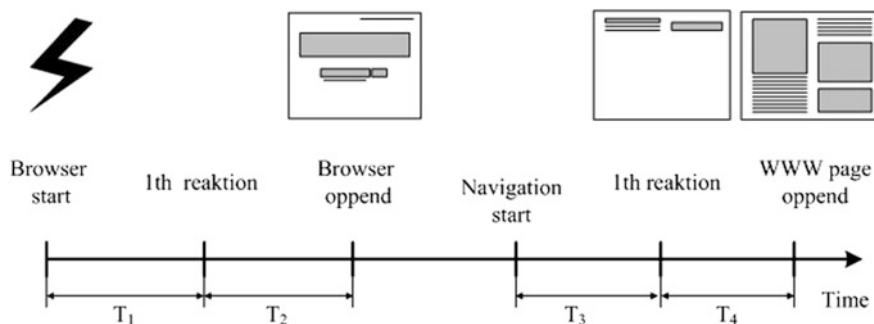 Browser
start
1th reaktion
Browser
oppend
Navigation
start
1th reaktion
WWW page
oppend
T₁
T₂
T₃
T₄
Time